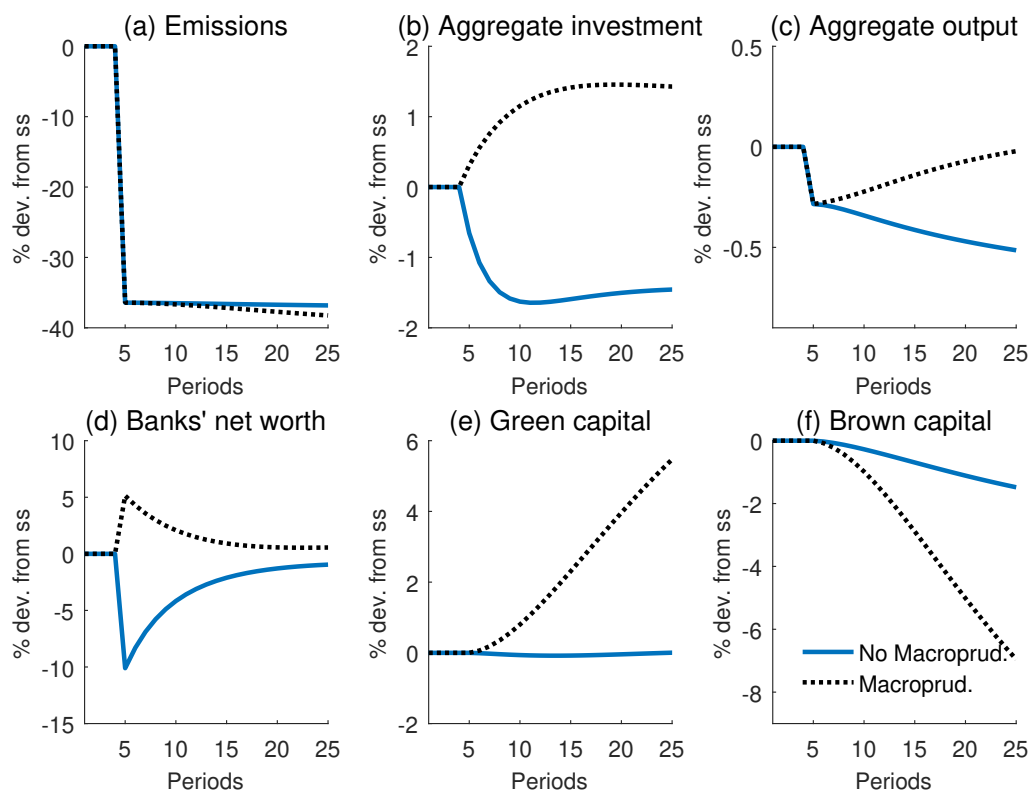 (a) Emissions
% dev. from ss
0
-10
-20
-30
-40
5 10 15 20 25
Periods
(b) Aggregate investment
% dev. from ss
2
1
0
-1
-2
5 10 15 20 25
Periods
(c) Aggregate output
% dev. from ss
0.5
0
-0.5
5 10 15 20 25
Periods
(d) Banks' net worth
% dev. from ss
10
5
0
-5
-10
-15
5 10 15 20 25
Periods
(e) Green capital
% dev. from ss
6
4
2
0
-2
5 10 15 20 25
Periods
(f) Brown capital
% dev. from ss
0
-2
-4
-6
-8
No Macroprud.
Macroprud.
5 10 15 20 25
Periods